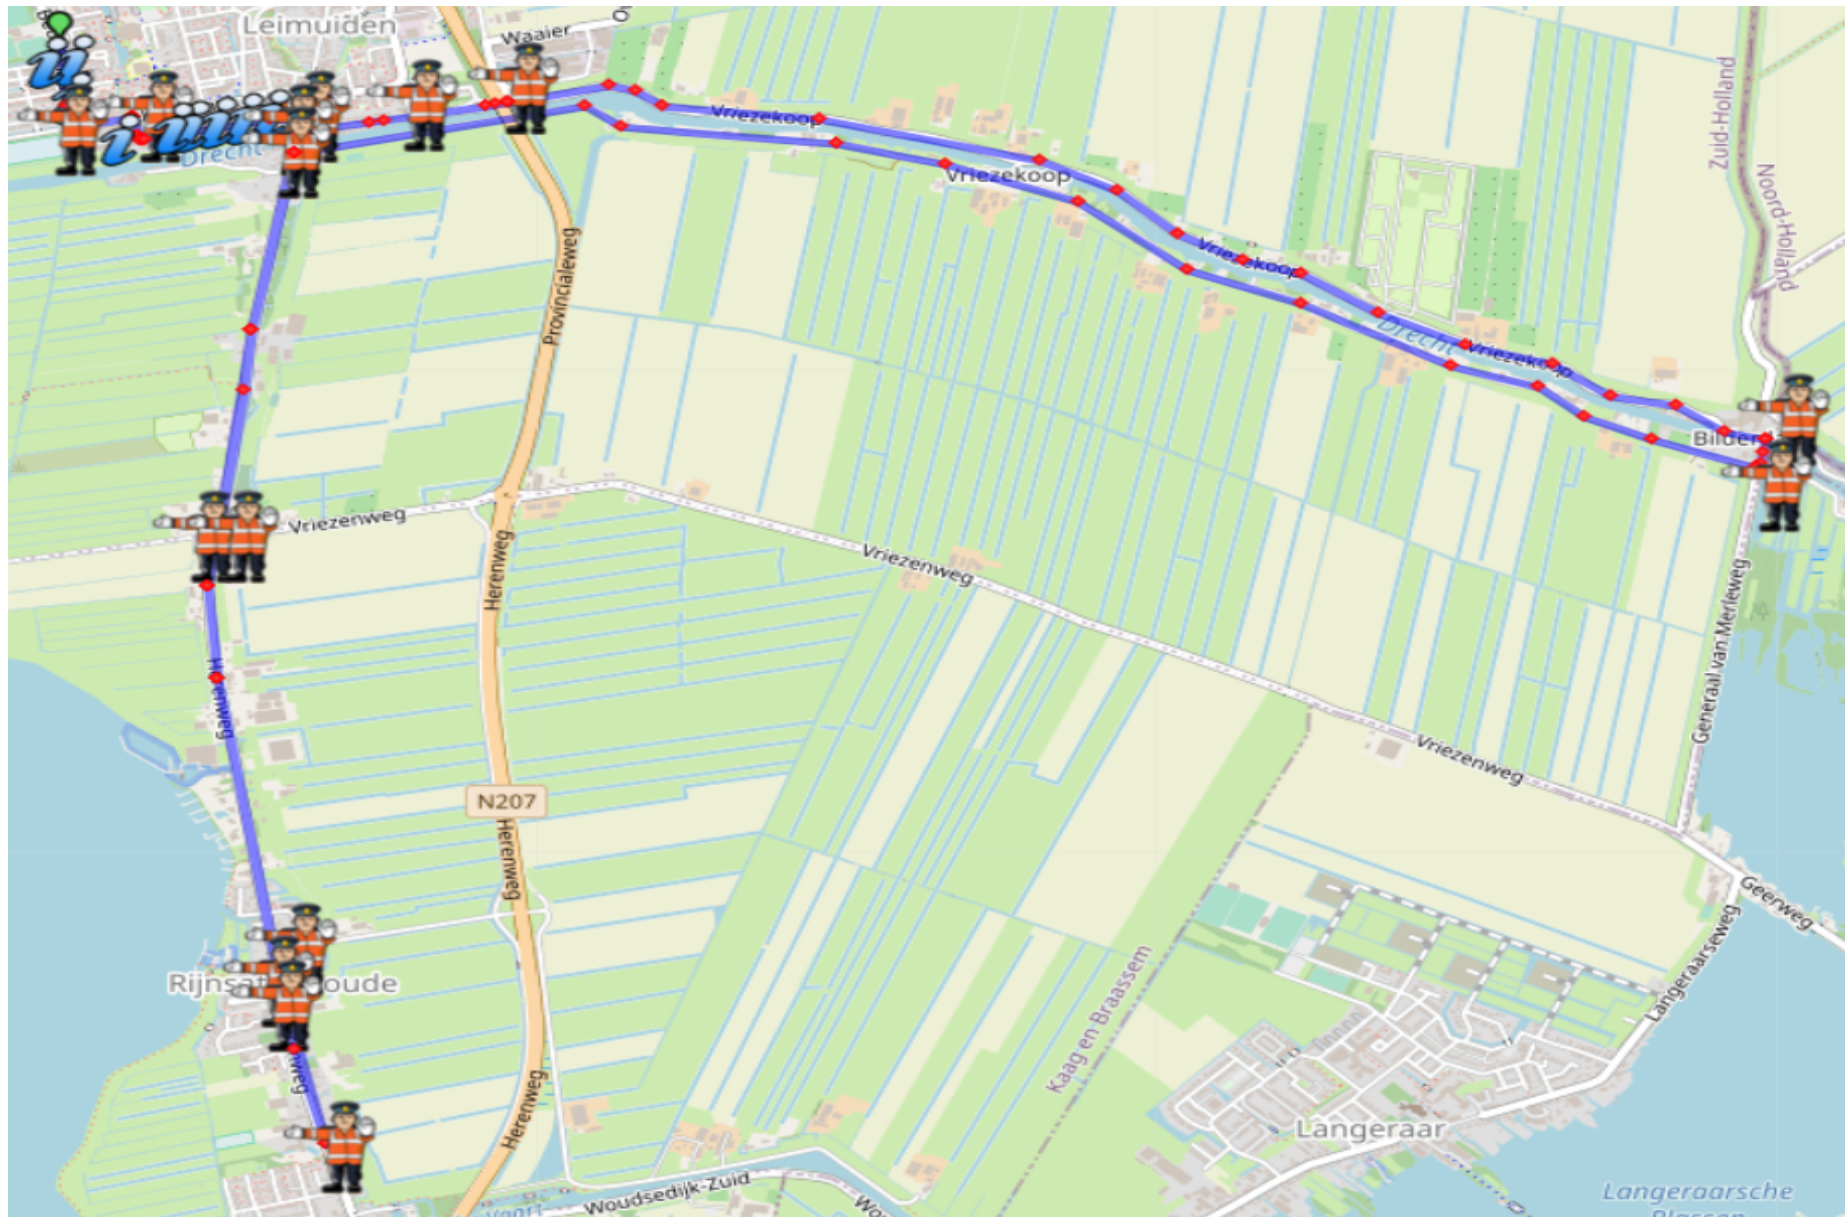 Leimuiden
Waaier
Drecht
Vriezekoop
Vriezekoop
Zuid-Holland
Noord-Holland
Provincialeweg
Vriezekoop
Drecht
Vriezekoop
Vriezenweg
Herenweg
Vriezenweg
Generaal van Merleweg
Herenweg
N207
Herenweg
Vriezenweg
Geerweg
Langeraarseweg
Kaag en Braassem
Herenweg
Langeraar
Woudsedijk-Zuid
Langeraarsche